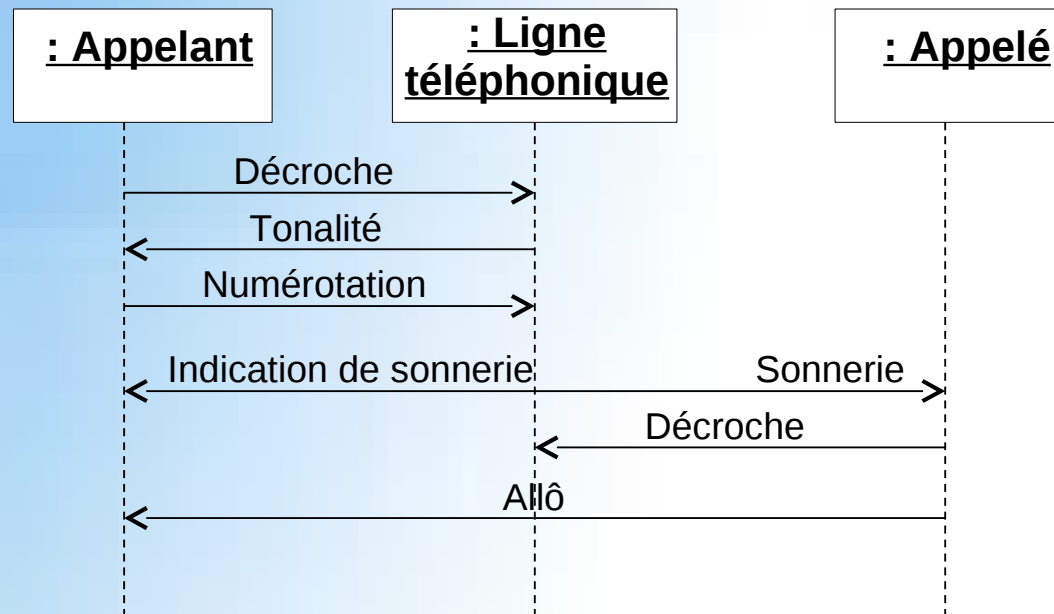 : Appelant
: Ligne
téléphonique
: Appelé
Décroche
Tonalité
Numérotation
Indication de sonnerie
Sonnerie
Décroche
Allô